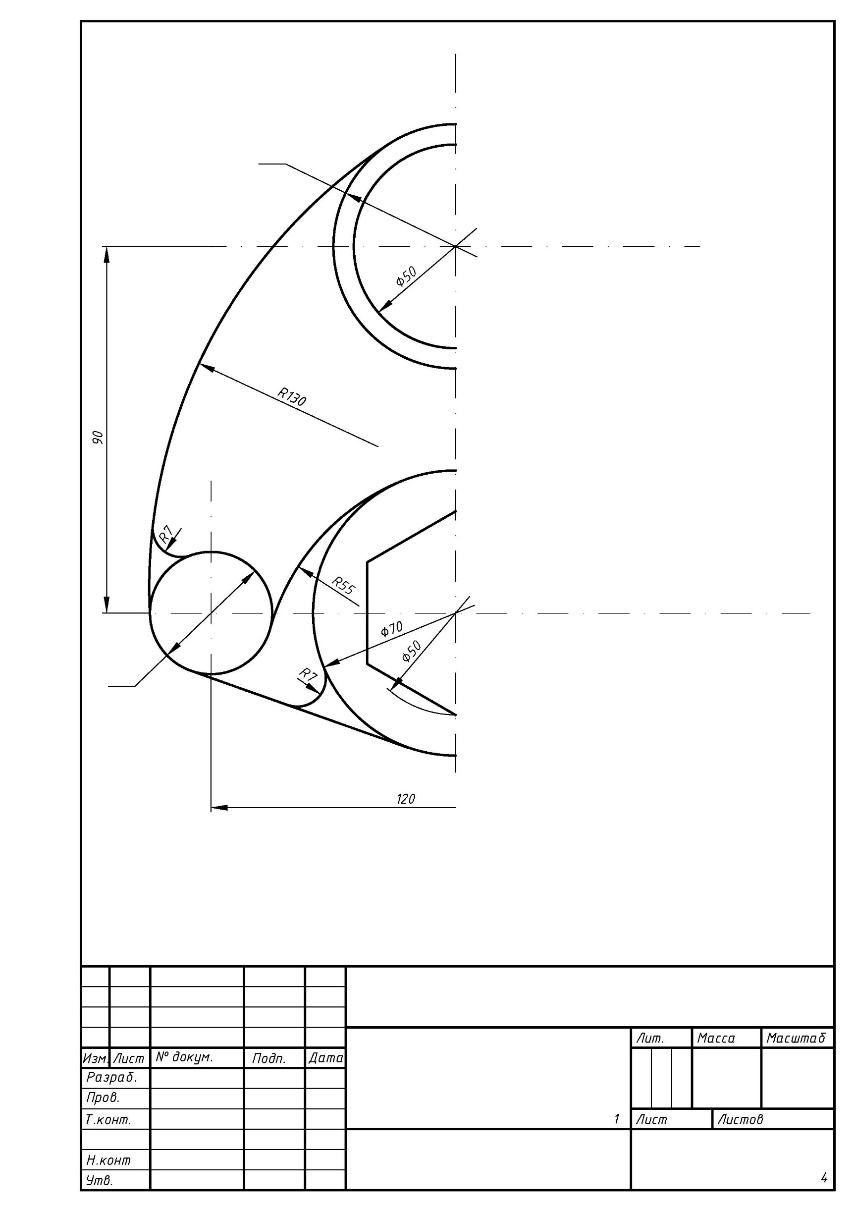 ϕ50
R130
90
R7
R55
ϕ70
ϕ50
R7
120
Лит. Масса Масштаб
Изм. Лист № докум. Подп. Дата
Разраб.
Пров.
Т.конт. 1 Лист Листов
Н.конт
Утв. 4